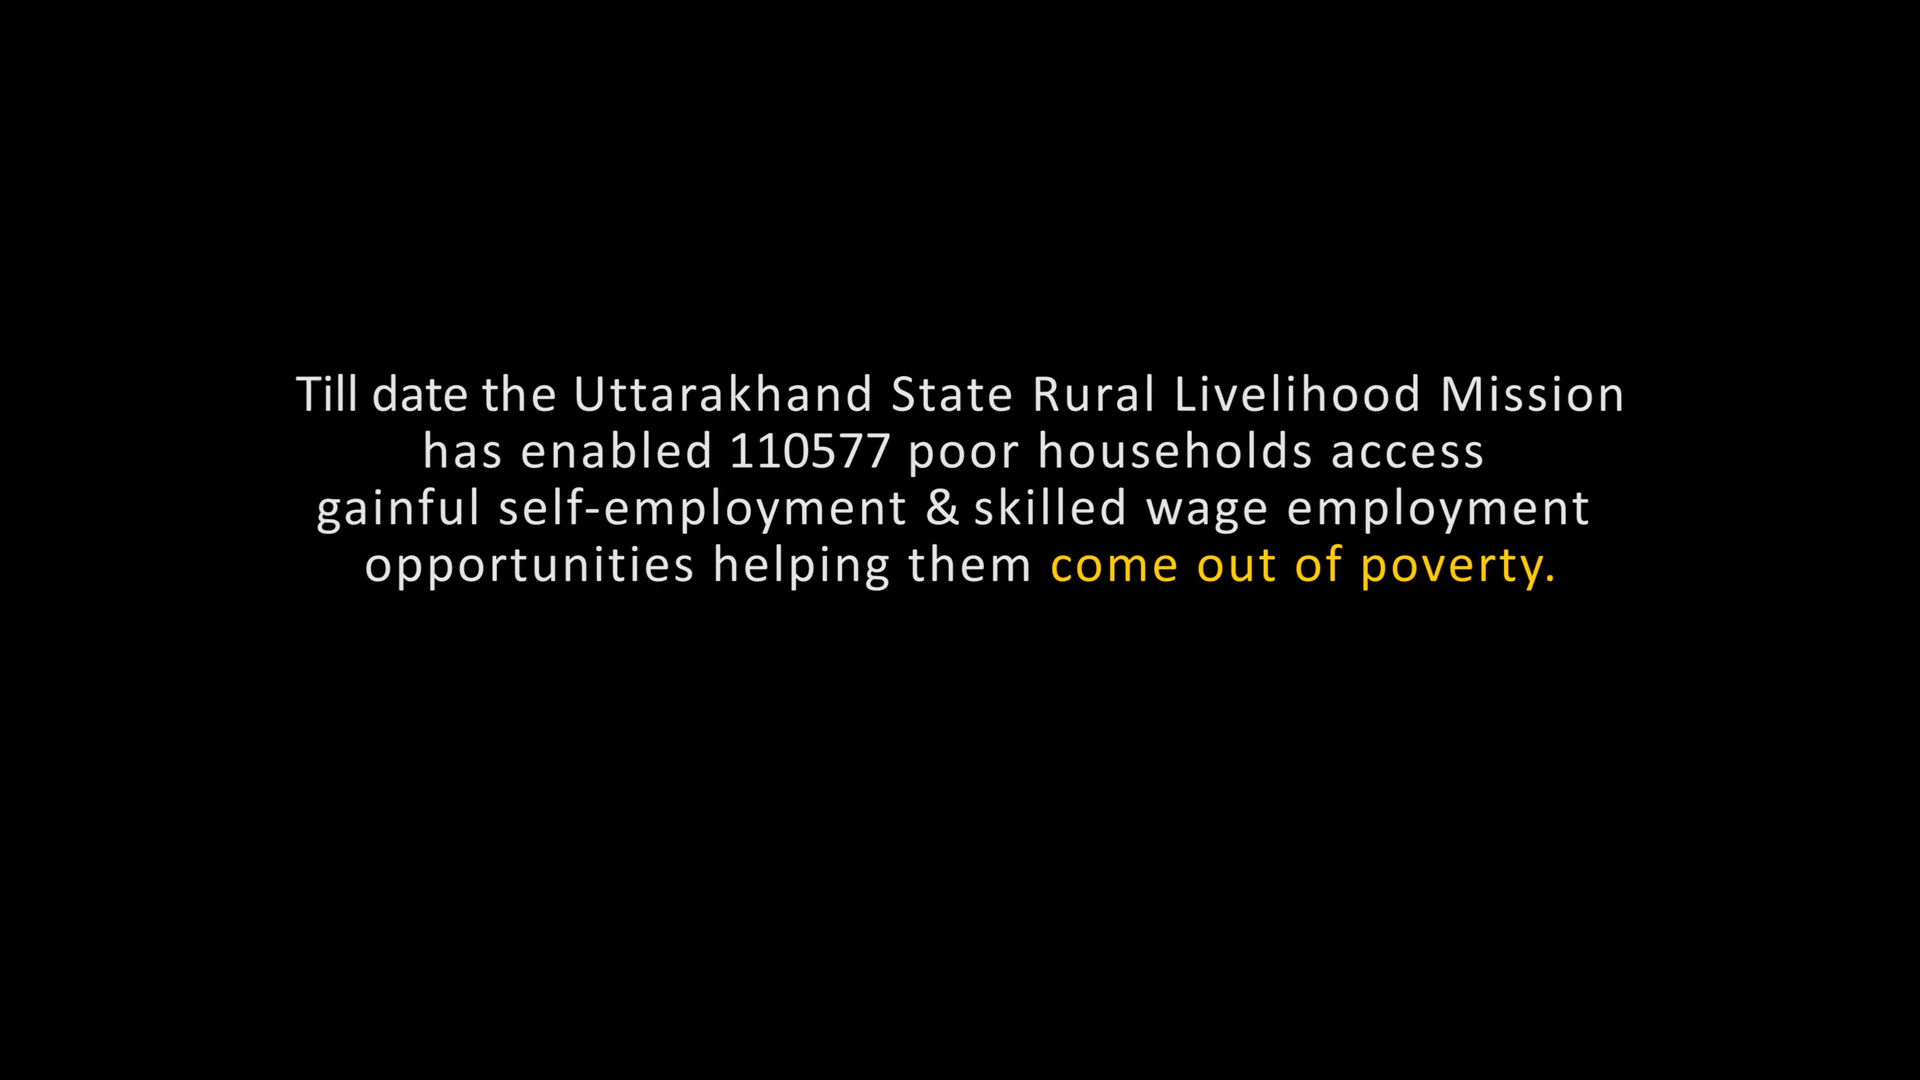 Till date the Uttarakhand State Rural Livelihood Mission
has enabled 110577 poor households access
gainful self-employment & skilled wage employment
opportunities helping them come out of poverty.